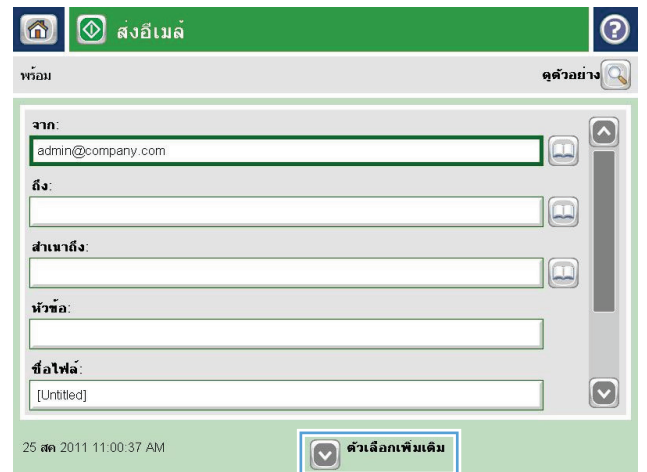 ส่งอีเมล์
พร้อม
ดูตัวอย่าง
จาก:
admin@company.com
ถึง:
สำเนาถึง:
หัวข้อ:
ชื่อไฟล์:
[Untitled]
25 สค 2011 11:00:37 AM
ตัวเลือกเพิ่มเติม